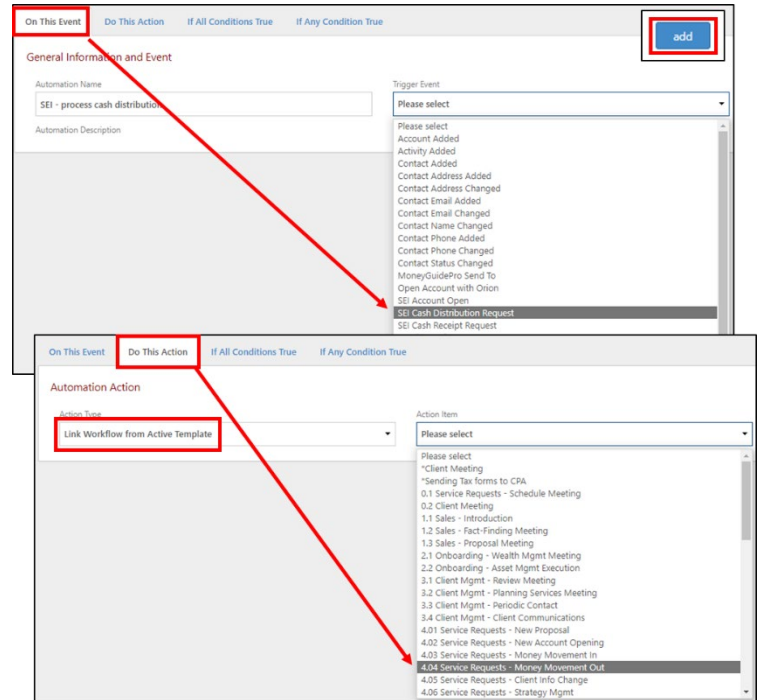 On This Event Do This Action If All Conditions True If Any Condition True
add
General Information and Event
Automation Name Trigger Event
SEI - process cash distribution Please select
Automation Description
Please select
Account Added
Activity Added
Contact Added
Contact Address Added
Contact Address Changed
Contact Email Added
Contact Email Changed
Contact Name Changed
Contact Phone Added
Contact Phone Changed
Contact Status Changed
MoneyGuidePro Send To
Open Account with Orion
SEI Account Open
SEI Cash Distribution Request
SEI Cash Receipt Request
On This Event Do This Action If All Conditions True If Any Condition True
Automation Action
Action Type Action Item
Link Workflow from Active Template Please select
Please select
*Client Meeting
*Sending Tax forms to CPA
0.1 Service Requests - Schedule Meeting
0.2 Client Meeting
1.1 Sales - Introduction
1.2 Sales - Fact-Finding Meeting
1.3 Sales - Proposal Meeting
2.1 Onboarding - Wealth Mgmt Meeting
2.2 Onboarding - Asset Mgmt Execution
3.1 Client Mgmt - Review Meeting
3.2 Client Mgmt - Planning Services Meeting
3.3 Client Mgmt - Periodic Contact
3.4 Client Mgmt - Client Communications
4.01 Service Requests - New Proposal
4.02 Service Requests - New Account Opening
4.03 Service Requests - Money Movement In
4.04 Service Requests - Money Movement Out
4.05 Service Requests - Client Info Change
4.06 Service Requests - Strategy Mgmt